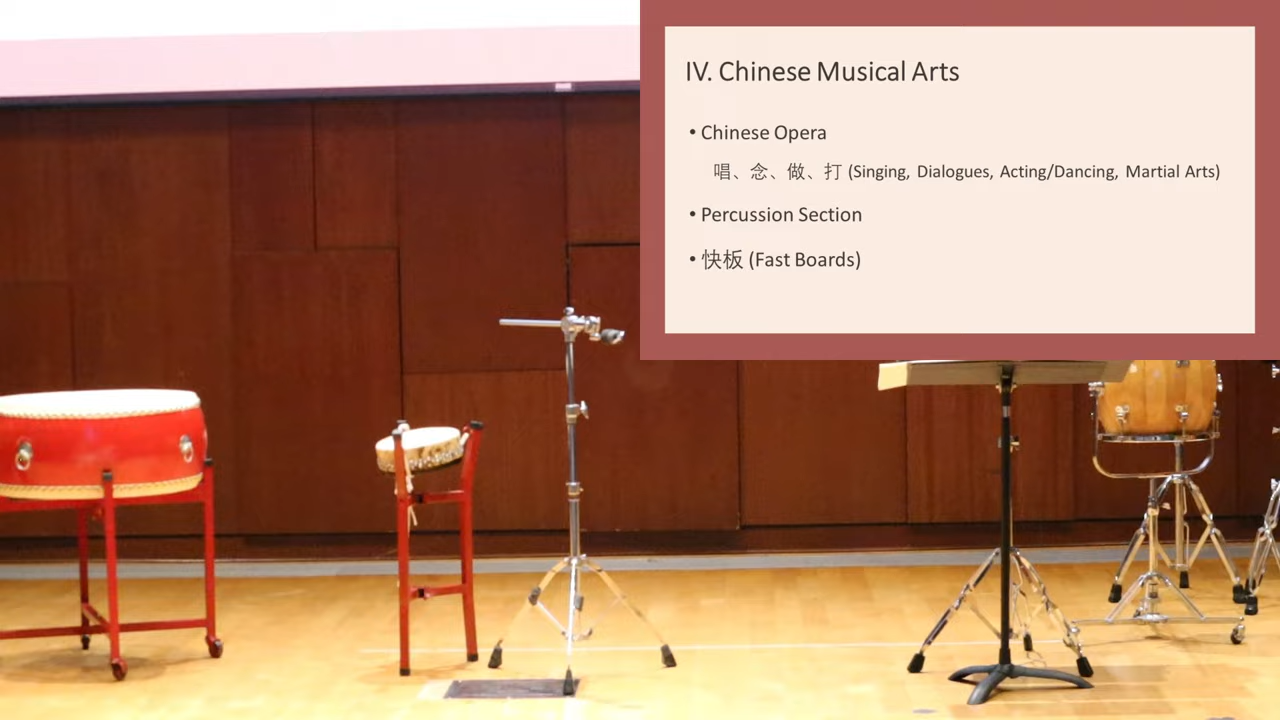 IV. Chinese Musical Arts
• Chinese Opera
唱、念、做、打 (Singing, Dialogues, Acting/Dancing, Martial Arts)
• Percussion Section
• 快板 (Fast Boards)